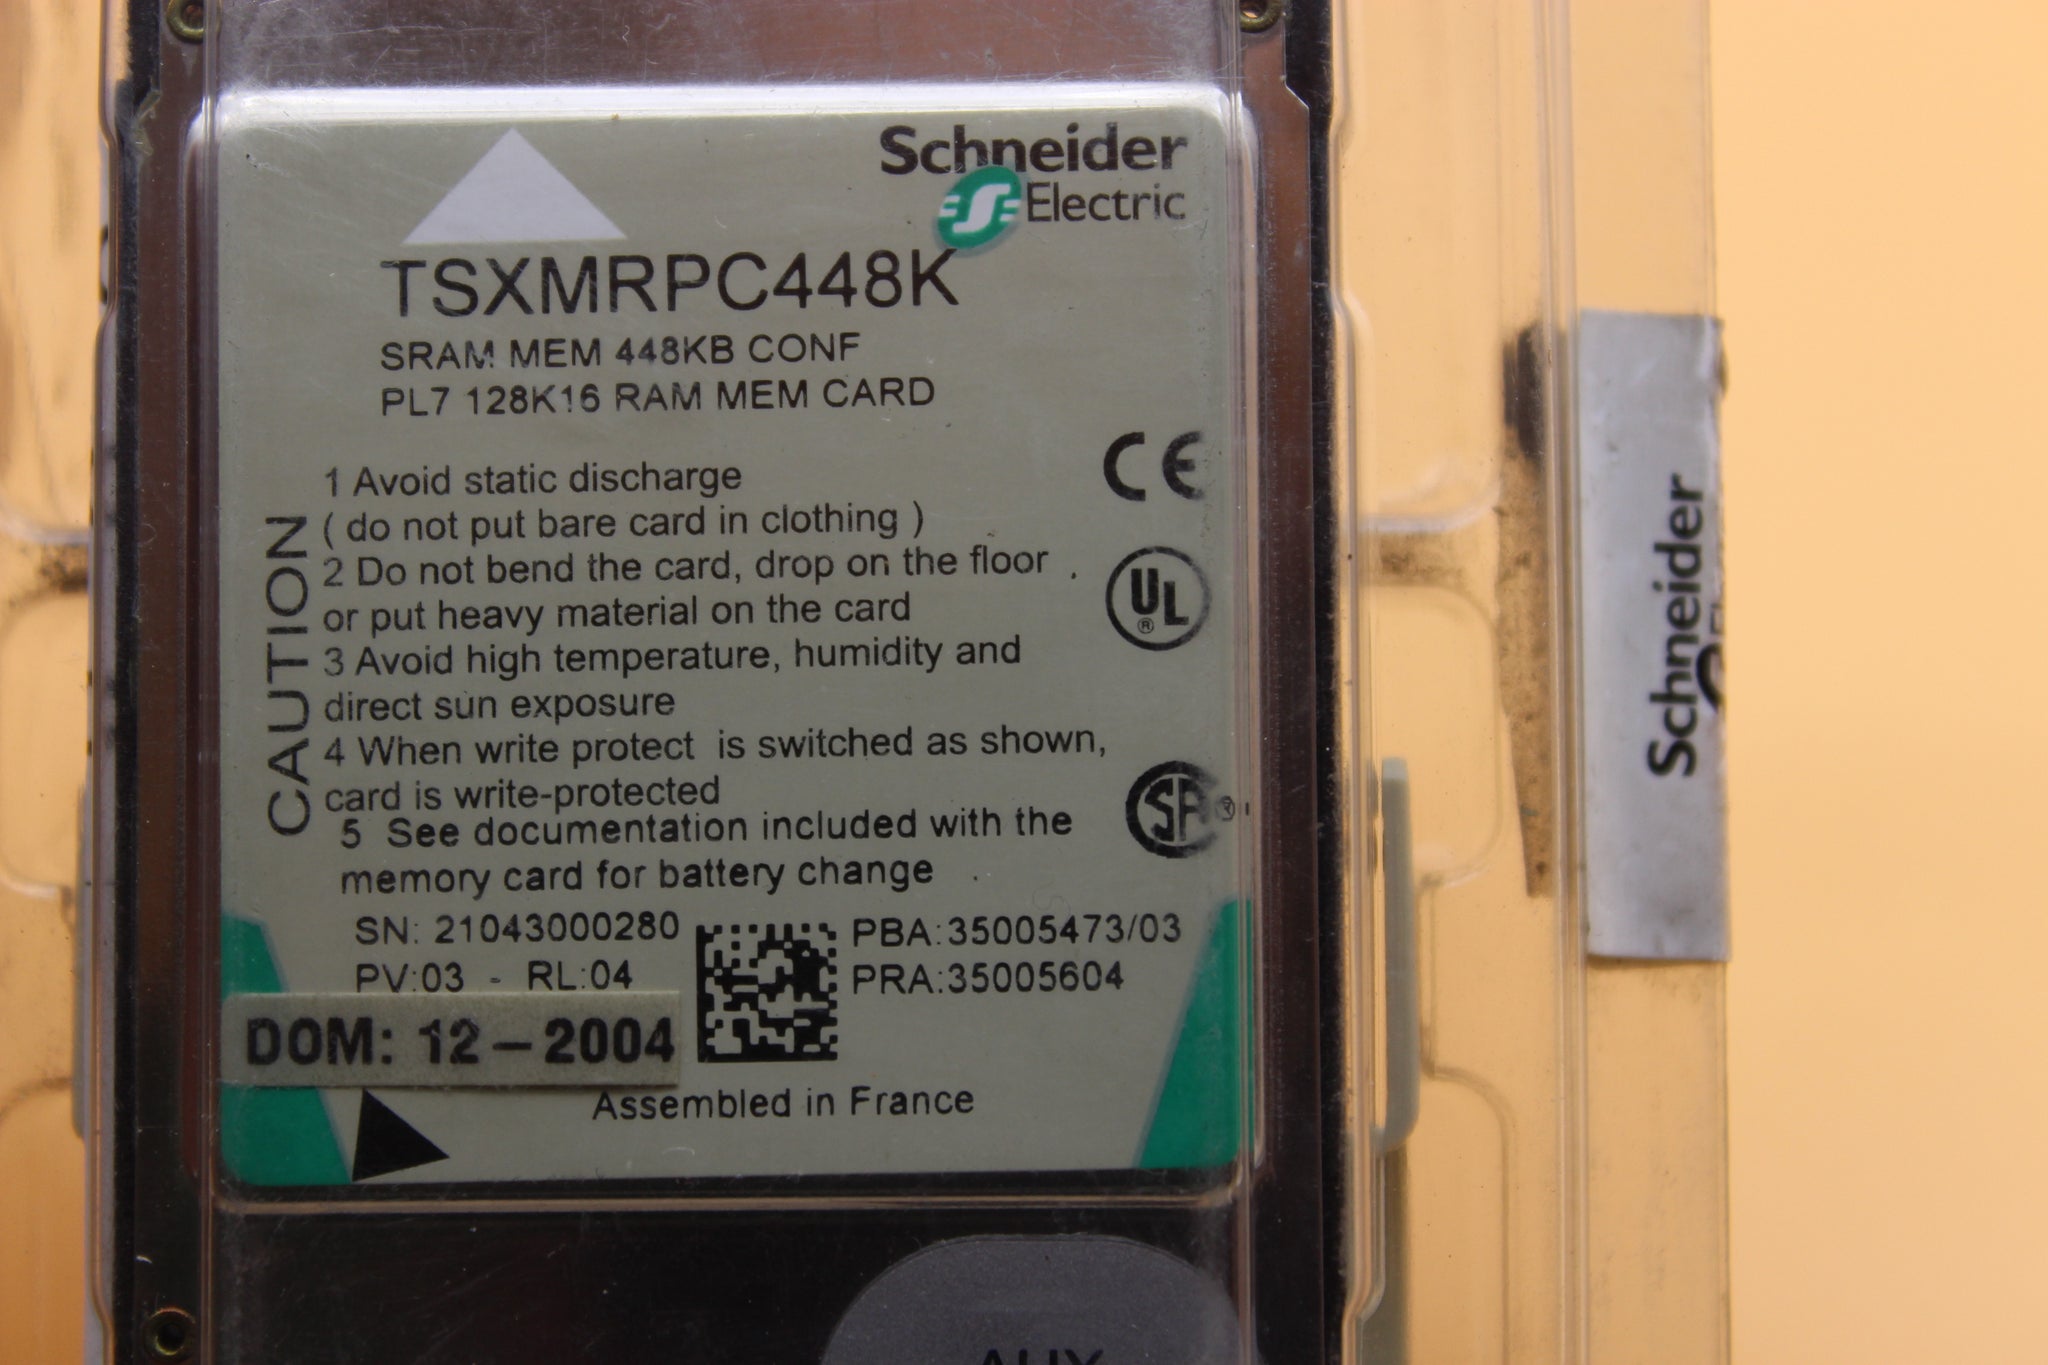 Schneider
Electric
TSXMRPC448K
SRAM MEM 448KB CONF
PL7 128K16 RAM MEM CARD
CE
CAUTION
1 Avoid static discharge
( do not put bare card in clothing )
2 Do not bend the card, drop on the floor .
or put heavy material on the card
UL
®
3 Avoid high temperature, humidity and
direct sun exposure
4 When write protect is switched as shown,
card is write-protected
5 See documentation included with the
memory card for battery change .
SN: 21043000280
PBA:35005473/03
PV:03 - RL:04
PRA:35005604
DOM: 12-2004
Assembled in France
AUX
Schneider